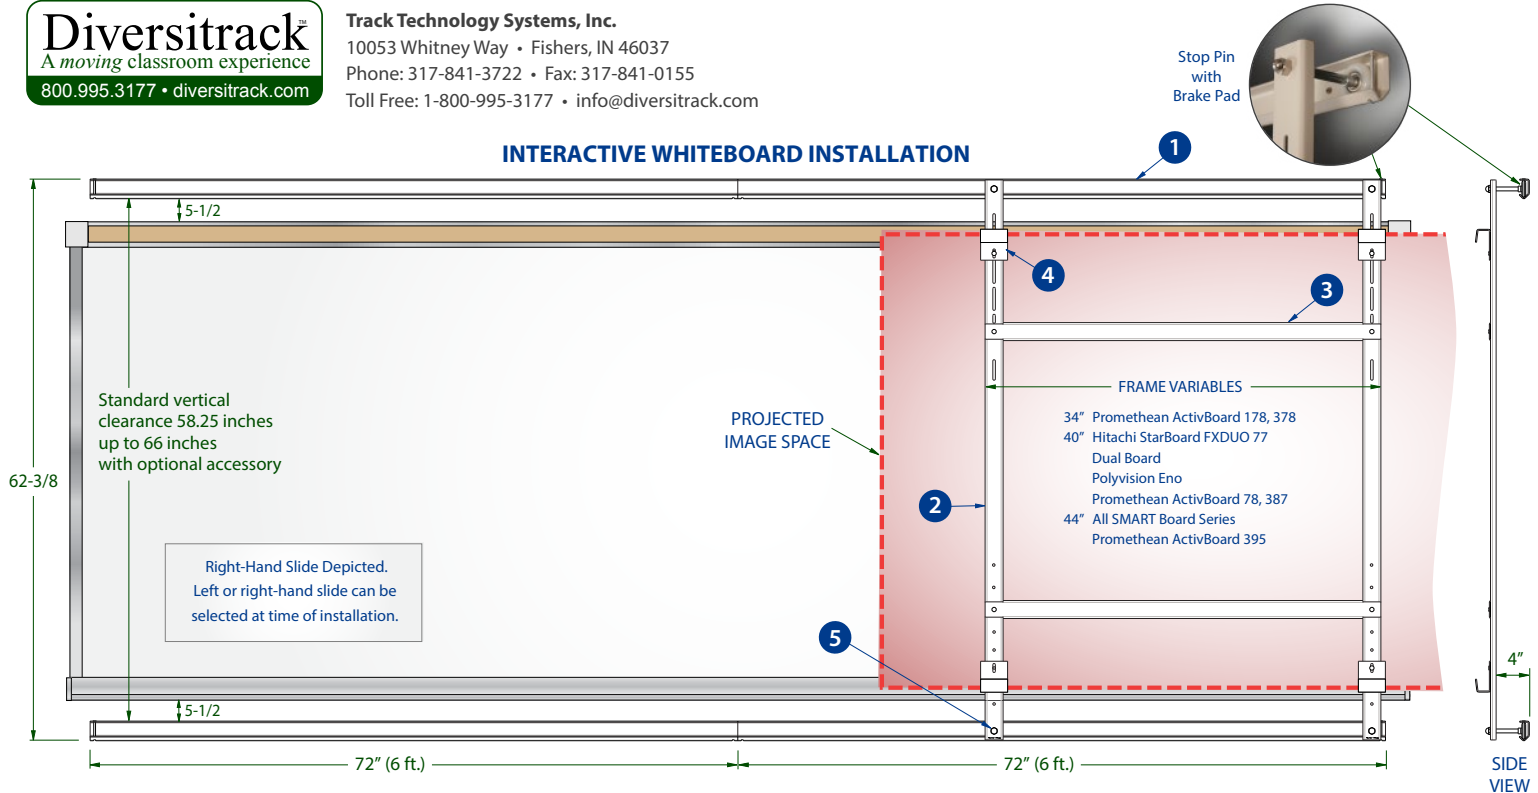 Diversitrack™
A moving classroom experience
800.995.3177 • diversitrack.com
Track Technology Systems, Inc.
10053 Whitney Way • Fishers, IN 46037
Phone: 317-841-3722 • Fax: 317-841-0155
Toll Free: 1-800-995-3177 • info@diversitrack.com
Stop Pin
with
Brake Pad
INTERACTIVE WHITEBOARD INSTALLATION
1
5-1/2
4
3
Standard vertical
clearance 58.25 inches
up to 66 inches
with optional accessory
62-3/8
PROJECTED
IMAGE SPACE
FRAME VARIABLES
34” Promethean ActivBoard 178, 378
40” Hitachi StarBoard FXDUO 77
Dual Board
Polyvision Eno
Promethean ActivBoard 78, 387
44” All SMART Board Series
Promethean ActivBoard 395
2
Right-Hand Slide Depicted.
Left or right-hand slide can be
selected at time of installation.
5
4”
5-1/2
72” (6 ft.)
72” (6 ft.)
SIDE
VIEW